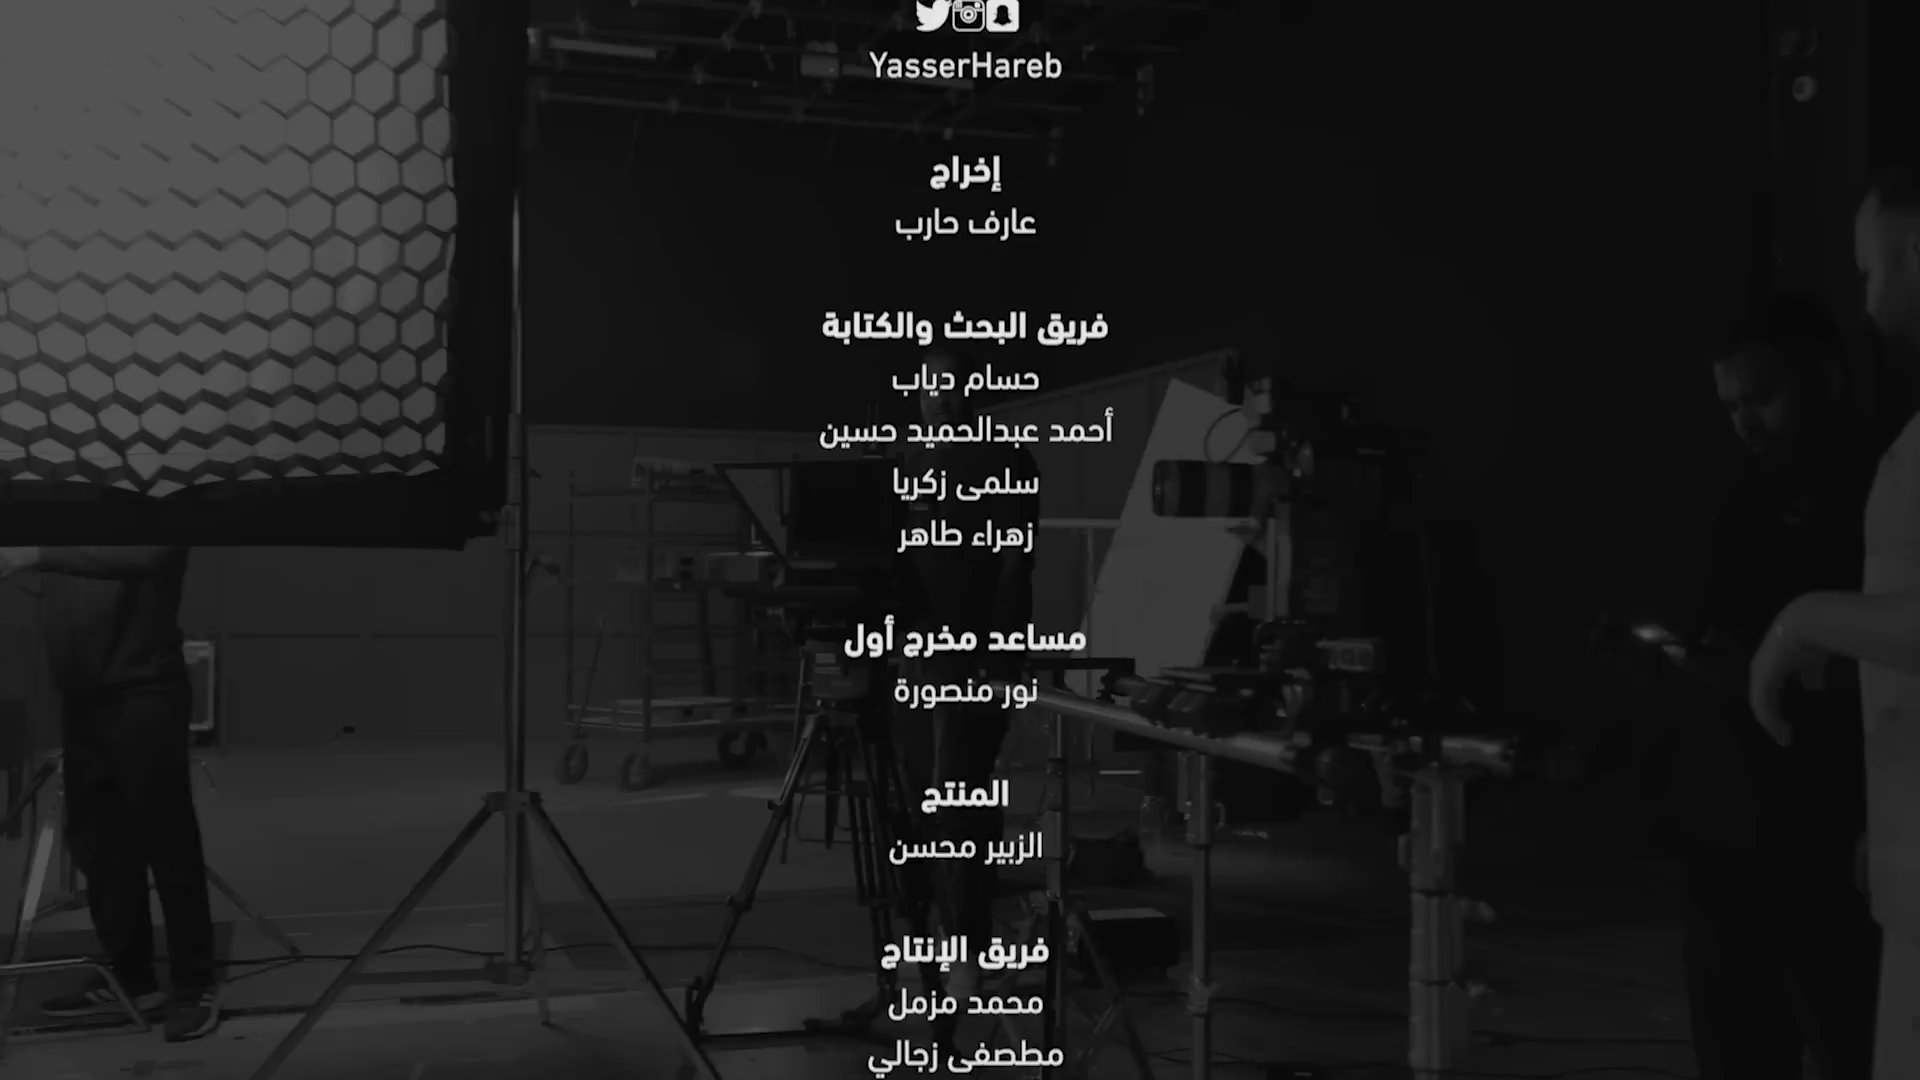 YasserHareb
إخراج
عارف حارب
فريق البحث والكتابة
حسام دياب
أحمد عبدالحميد حسين
سلمى زكريا
زهراء طاهر
مساعد مخرج أول
نور منصورة
المنتج
الزبير محسن
فريق الإنتاج
محمد مزمل
مطصفى زجالي